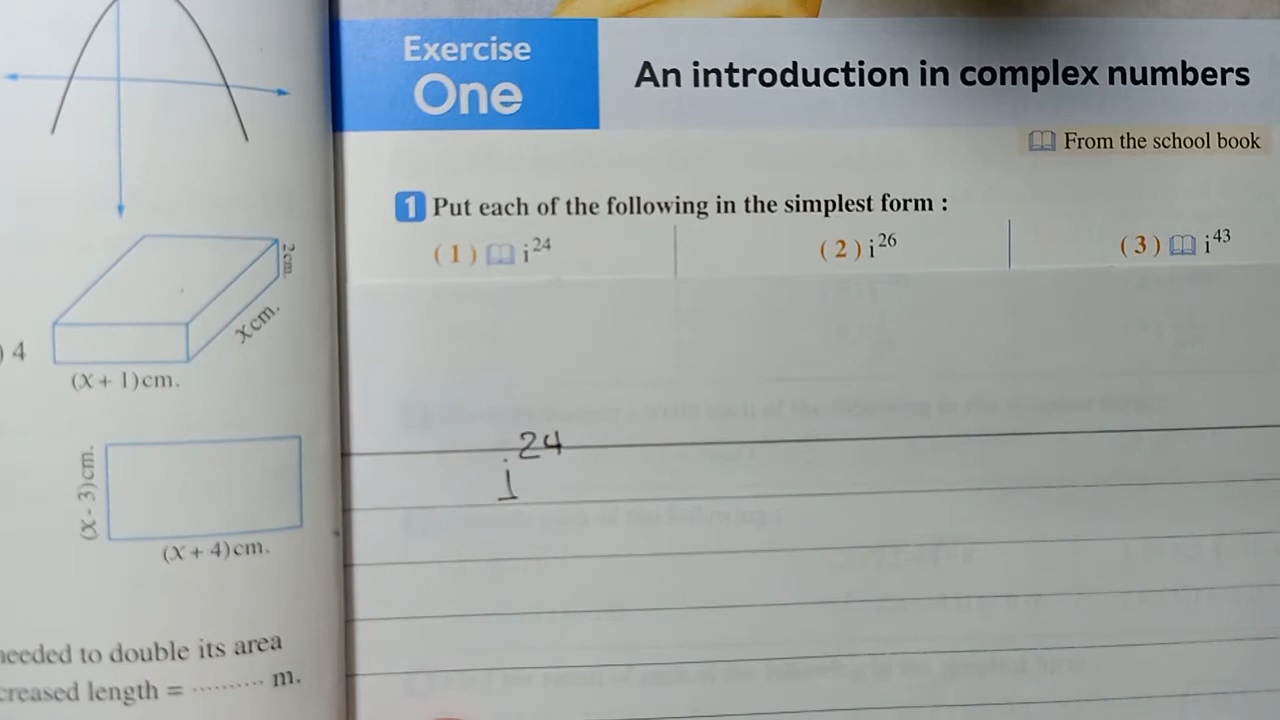 2cm.
x cm.
) 4
(x + 1)cm.
(x - 3)cm.
(x + 4)cm.
needed to double its area
creased length = .......... m.
Exercise
One
An introduction in complex numbers
From the school book
1 Put each of the following in the simplest form :
(1) i²⁴ (2) i²⁶ (3) i⁴³
i²⁴